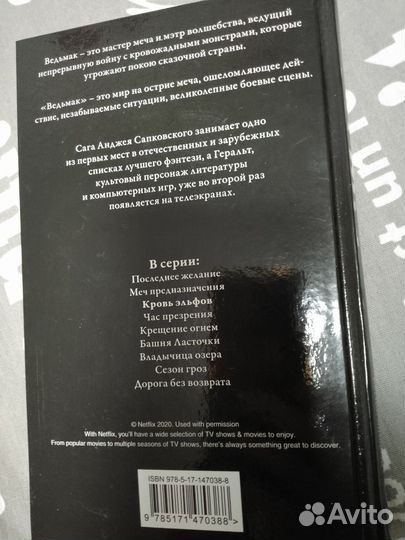 Ведьмак – это мастер меча и мэтр волшебства, ведущий
непрерывную войну с кровожадными монстрами, которые
угрожают покою сказочной страны.
«Ведьмак» – это мир на острие меча, ошеломляющее дей-
ствие, незабываемые ситуации, великолепные боевые сцены.
Сага Анджея Сапковского занимает одно
из первых мест в отечественных и зарубежных
списках лучшего фэнтези, а Геральт,
культовый персонаж литературы
и компьютерных игр, уже во второй раз
появляется на телеэкранах.
В серии:
Последнее желание
Меч предназначения
Кровь эльфов
Час презрения
Крещение огнем
Башня Ласточки
Владычица озера
Сезон гроз
Дорога без возврата
© Netflix 2020. Used with permission
With Netflix, you'll have a wide selection of TV shows & movies to enjoy.
From popular movies to multiple seasons of TV shows, there's always something great to discover.
ISBN 978-5-17-147038-8
9 785171 470388 >
Avito